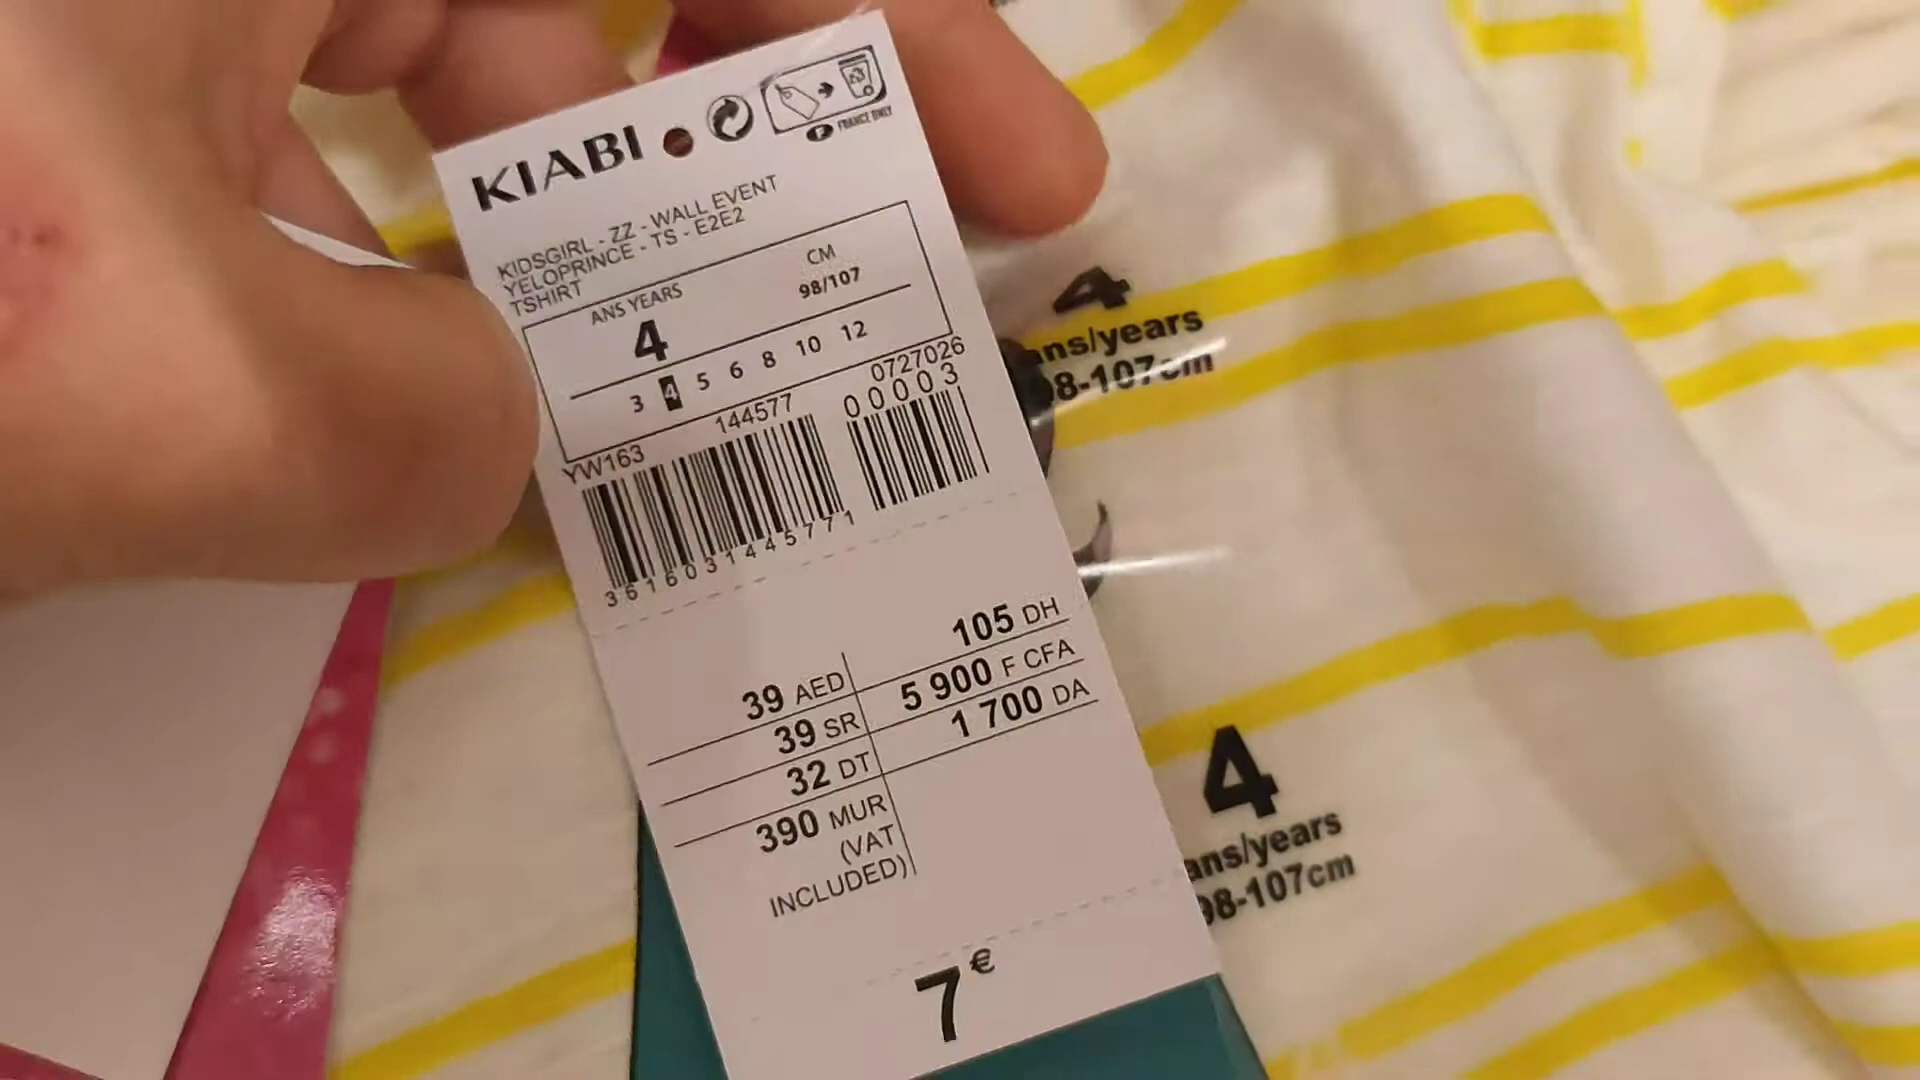 KIABI
FRANCE ONLY
KIDSGIRL - ZZ - WALL EVENT
YELOPRINCE - TS - E2E2
TSHIRT
ANS YEARS
4
CM
98/107
3 4 5 6 8 10 12
0727026
00003
144577
YW163
3616031445771
105 DH
5 900 F CFA
1 700 DA
39 AED
39 SR
32 DT
390 MUR
(VAT
INCLUDED)
7€
4
ans/years
98-107cm
4
ans/years
98-107cm